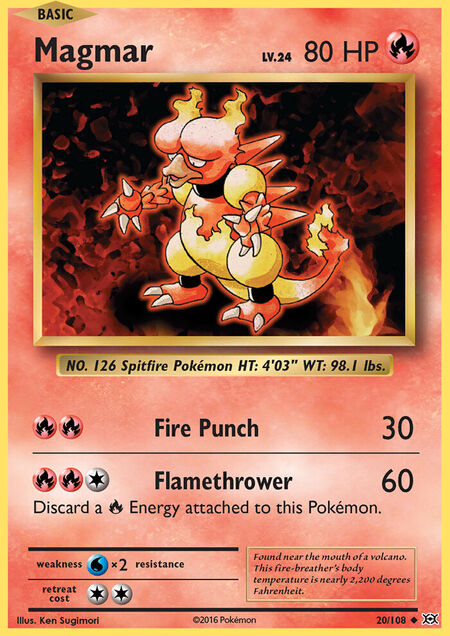 BASIC
Magmar LV.24 80 HP
NO. 126 Spitfire Pokémon HT: 4'03" WT: 98.1 lbs.
Fire Punch 30
Flamethrower 60
Discard a Energy attached to this Pokémon.
weakness ×2 resistance
retreat
cost
Found near the mouth of a volcano.
This fire-breather's body
temperature is nearly 2,200 degrees
Fahrenheit.
Illus. Ken Sugimori ©2016 Pokémon 20/108